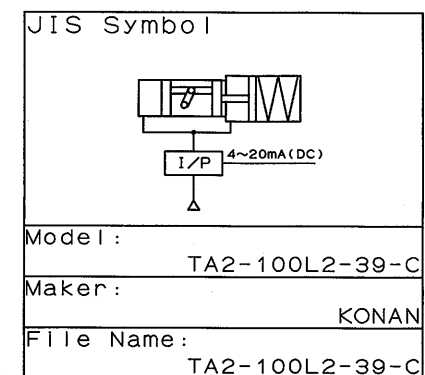 JIS Symbol
4~20mA(DC)
I/P
Model:
TA2-100L2-39-C
Maker:
KONAN
File Name:
TA2-100L2-39-C